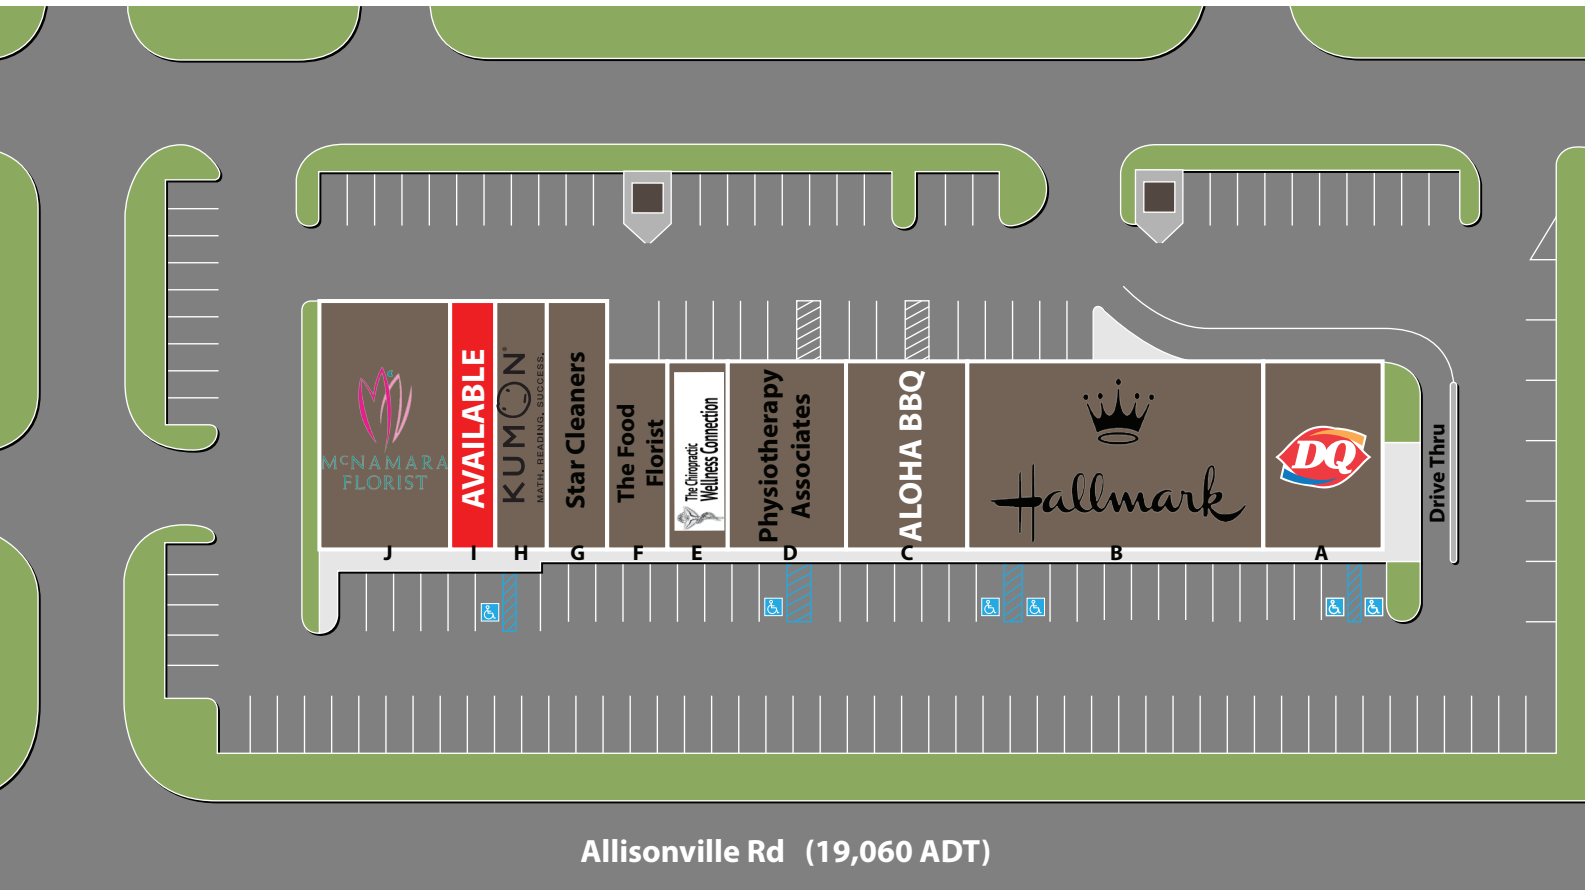 McNAMARA
FLORIST
AVAILABLE
KUMON®
MATH. READING. SUCCESS.
Star Cleaners
The Food
Florist
The Chiropractic
Wellness Connection
Physiotherapy
Associates
ALOHA BBQ
Hallmark
DQ
Drive Thru
J
I
H
G
F
E
D
C
B
A
Allisonville Rd (19,060 ADT)